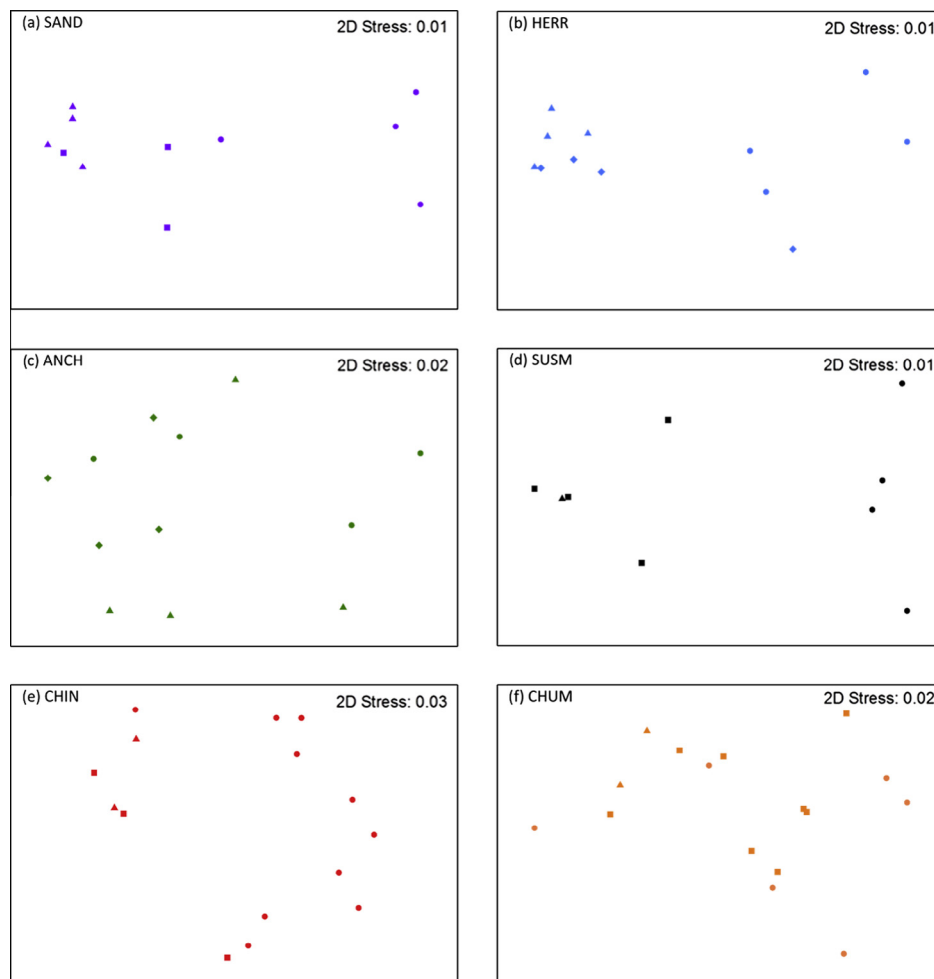 (a) SAND
2D Stress: 0.01
(b) HERR
2D Stress: 0.01
(c) ANCH
2D Stress: 0.02
(d) SUSM
2D Stress: 0.01
(e) CHIN
2D Stress: 0.03
(f) CHUM
2D Stress: 0.02